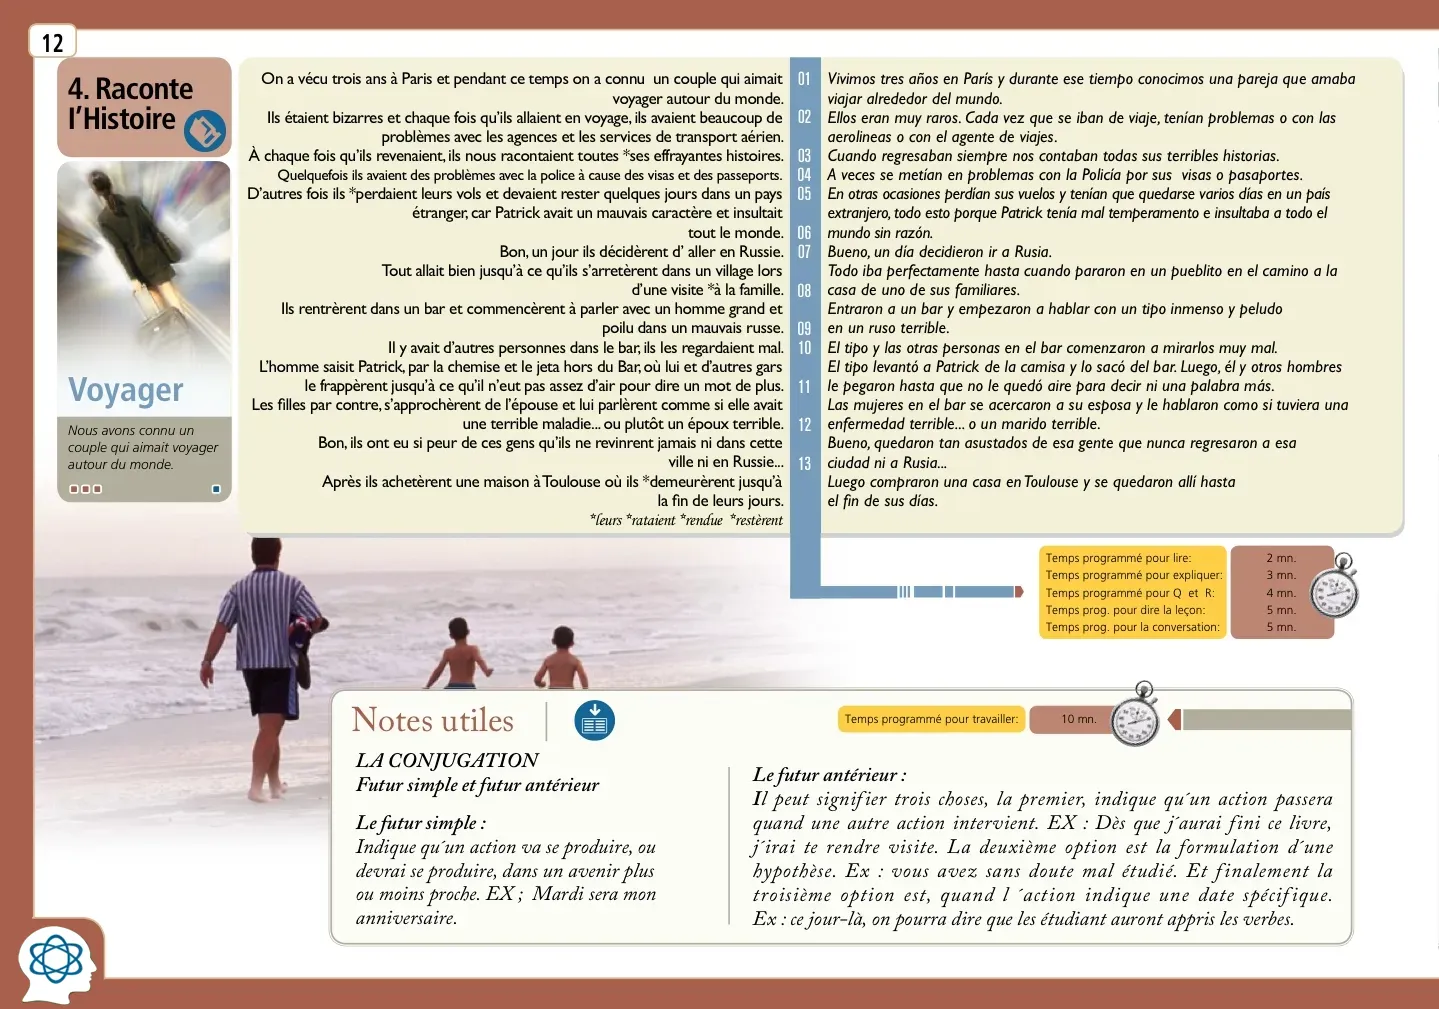 12
4. Raconte
l'Histoire
Voyager
Nous avons connu un
couple qui aimait voyager
autour du monde.
On a vécu trois ans à Paris et pendant ce temps on a connu un couple qui aimait
voyager autour du monde.
Ils étaient bizarres et chaque fois qu'ils allaient en voyage, ils avaient beaucoup de
problèmes avec les agences et les services de transport aérien.
À chaque fois qu'ils revenaient, ils nous racontaient toutes *ses effrayantes histoires.
Quelquefois ils avaient des problèmes avec la police à cause des visas et des passeports.
D'autres fois ils *perdaient leurs vols et devaient rester quelques jours dans un pays
étranger, car Patrick avait un mauvais caractère et insultait
tout le monde.
Bon, un jour ils décidèrent d' aller en Russie.
Tout allait bien jusqu'à ce qu'ils s'arretèrent dans un village lors
d'une visite *à la famille.
Ils rentrèrent dans un bar et commencèrent à parler avec un homme grand et
poilu dans un mauvais russe.
Il y avait d'autres personnes dans le bar, ils les regardaient mal.
L'homme saisit Patrick, par la chemise et le jeta hors du Bar, où lui et d'autres gars
le frappèrent jusqu'à ce qu'il n'eut pas assez d'air pour dire un mot de plus.
Les filles par contre, s'approchèrent de l'épouse et lui parlèrent comme si elle avait
une terrible maladie... ou plutôt un époux terrible.
Bon, ils ont eu si peur de ces gens qu'ils ne revinrent jamais ni dans cette
ville ni en Russie...
Après ils achetèrent une maison à Toulouse où ils *demeurèrent jusqu'à
la fin de leurs jours.
*leurs *rataient *rendue *restèrent
01
02
03
04
05
06
07
08
09
10
11
12
13
Vivimos tres años en París y durante ese tiempo conocimos una pareja que amaba
viajar alrededor del mundo.
Ellos eran muy raros. Cada vez que se iban de viaje, tenían problemas o con las
aerolineas o con el agente de viajes.
Cuando regresaban siempre nos contaban todas sus terribles historias.
A veces se metían en problemas con la Policía por sus visas o pasaportes.
En otras ocasiones perdían sus vuelos y tenían que quedarse varios días en un país
extranjero, todo esto porque Patrick tenía mal temperamento e insultaba a todo el
mundo sin razón.
Bueno, un día decidieron ir a Rusia.
Todo iba perfectamente hasta cuando pararon en un pueblito en el camino a la
casa de uno de sus familiares.
Entraron a un bar y empezaron a hablar con un tipo inmenso y peludo
en un ruso terrible.
El tipo y las otras personas en el bar comenzaron a mirarlos muy mal.
El tipo levantó a Patrick de la camisa y lo sacó del bar. Luego, él y otros hombres
le pegaron hasta que no le quedó aire para decir ni una palabra más.
Las mujeres en el bar se acercaron a su esposa y le hablaron como si tuviera una
enfermedad terrible... o un marido terrible.
Bueno, quedaron tan asustados de esa gente que nunca regresaron a esa
ciudad ni a Rusia...
Luego compraron una casa en Toulouse y se quedaron allí hasta
el fin de sus días.
Temps programmé pour lire: 2 mn.
Temps programmé pour expliquer: 3 mn.
Temps programmé pour Q et R: 4 mn.
Temps prog. pour dire la leçon: 5 mn.
Temps prog. pour la conversation: 5 mn.
Notes utiles
Temps programmé pour travailler: 10 mn.
LA CONJUGATION
Futur simple et futur antérieur
Le futur simple :
Indique qu´un action va se produire, ou
devrai se produire, dans un avenir plus
ou moins proche. EX ; Mardi sera mon
anniversaire.
Le futur antérieur :
Il peut signifier trois choses, la premier, indique qu´un action passera
quand une autre action intervient. EX : Dès que j´aurai fini ce livre,
j´irai te rendre visite. La deuxième option est la formulation d´une
hypothèse. Ex : vous avez sans doute mal étudié. Et finalement la
troisième option est, quand l ´action indique une date spécifique.
Ex : ce jour-là, on pourra dire que les étudiant auront appris les verbes.